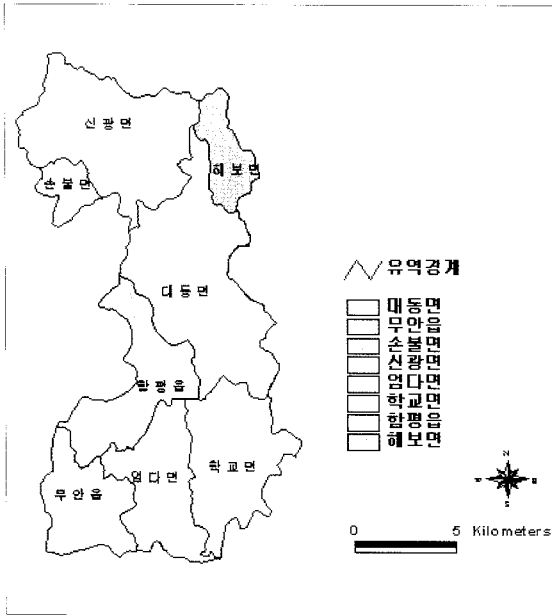 신광면
해보면
손불면
대동면
함평읍
학교면
엄다면
무안읍
유역경계
대동면
무안읍
손불면
신광면
엄다면
학교면
함평읍
해보면
N
S
0 5 Kilometers